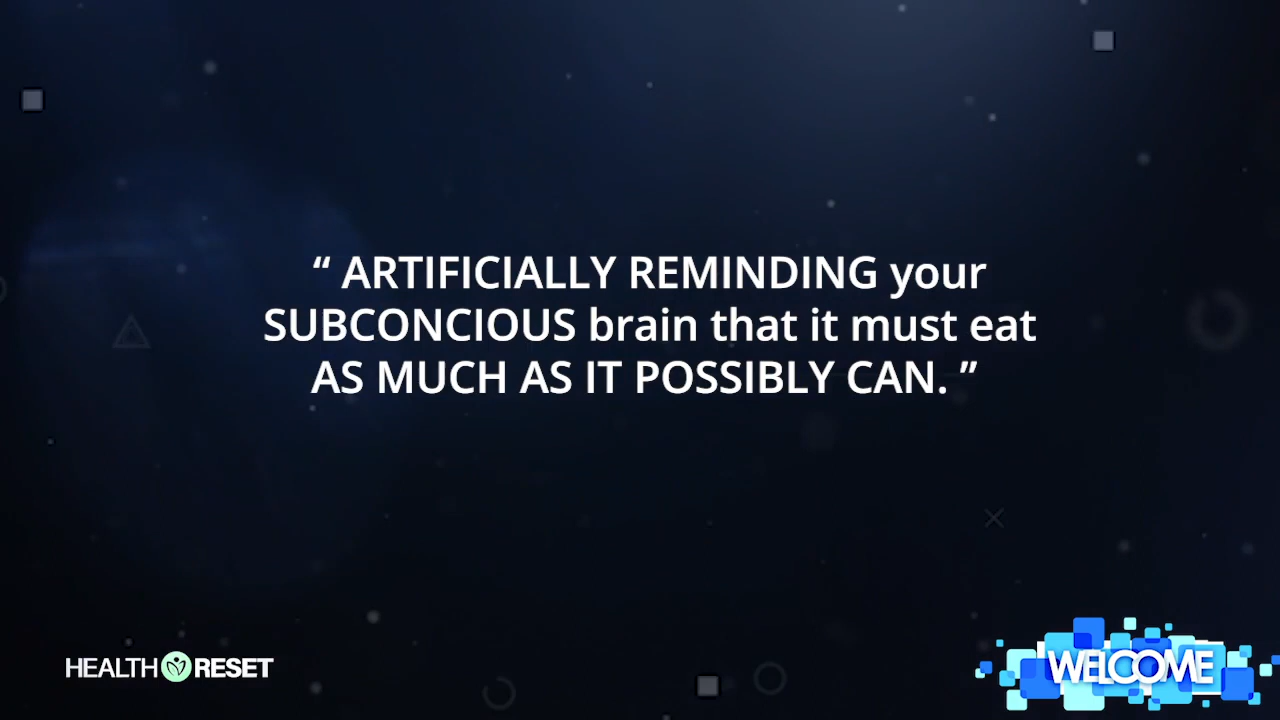 “ ARTIFICIALLY REMINDING your
SUBCONCIOUS brain that it must eat
AS MUCH AS IT POSSIBLY CAN. ”
HEALTH RESET
WELCOME